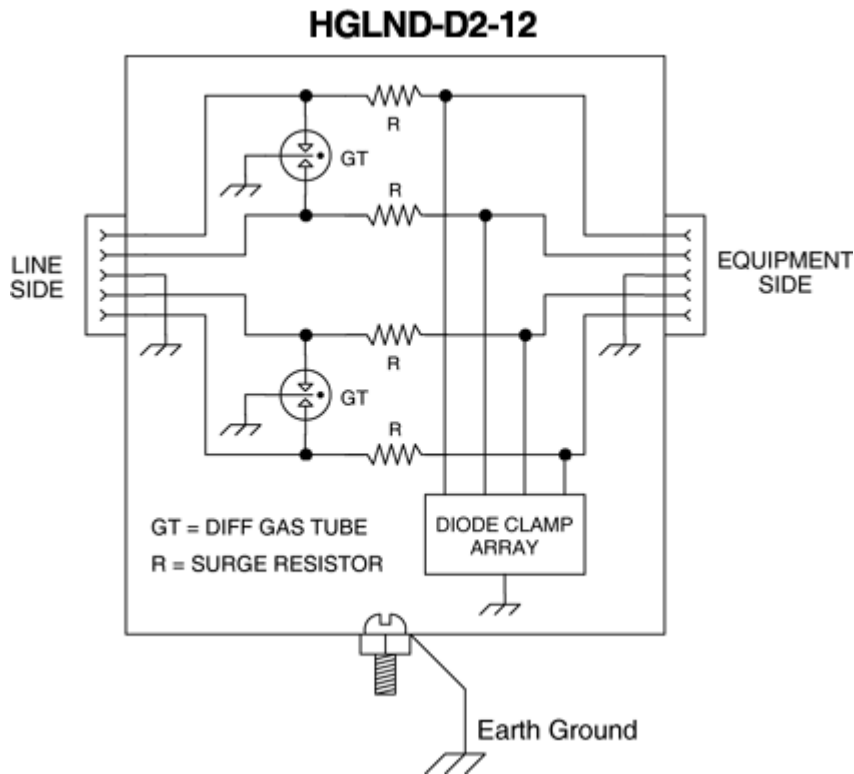 HGLND-D2-12
R
GT
R
LINE
SIDE
EQUIPMENT
SIDE
R
GT
R
GT = DIFF GAS TUBE
R = SURGE RESISTOR
DIODE CLAMP
ARRAY
Earth Ground